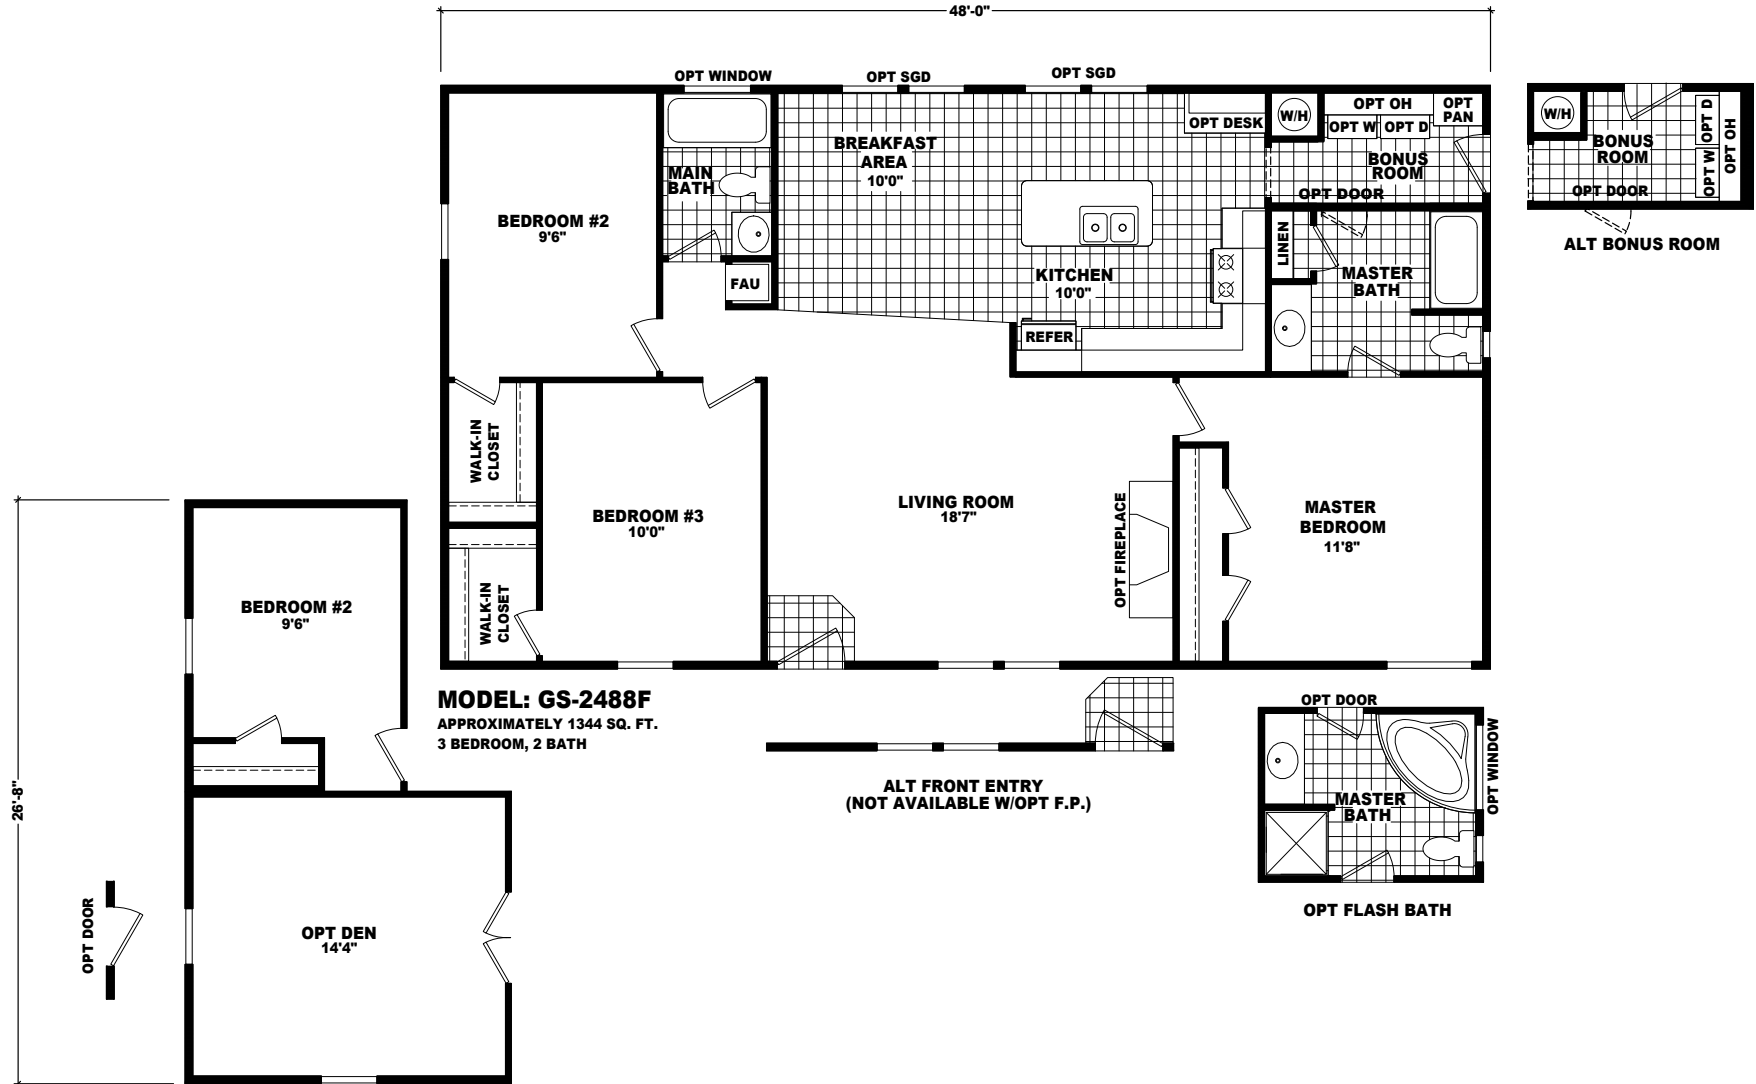 48'-0"
OPT WINDOW
OPT SGD
OPT SGD
BEDROOM #2
9'6"
MAIN
BATH
FAU
BREAKFAST
AREA
10'0"
OPT DESK
KITCHEN
10'0"
REFER
W/H
OPT OH
OPT
PAN
OPT W
OPT D
BONUS
ROOM
OPT DOOR
LINEN
MASTER
BATH
W/H
BONUS
ROOM
OPT W
OPT D
OPT OH
OPT DOOR
ALT BONUS ROOM
WALK-IN
CLOSET
WALK-IN
CLOSET
BEDROOM #3
10'0"
LIVING ROOM
18'7"
OPT FIREPLACE
MASTER
BEDROOM
11'8"
26'-8"
BEDROOM #2
9'6"
OPT DEN
14'4"
OPT DOOR
MODEL: GS-2488F
APPROXIMATELY 1344 SQ. FT.
3 BEDROOM, 2 BATH
ALT FRONT ENTRY
(NOT AVAILABLE W/OPT F.P.)
OPT DOOR
OPT WINDOW
MASTER
BATH
OPT FLASH BATH